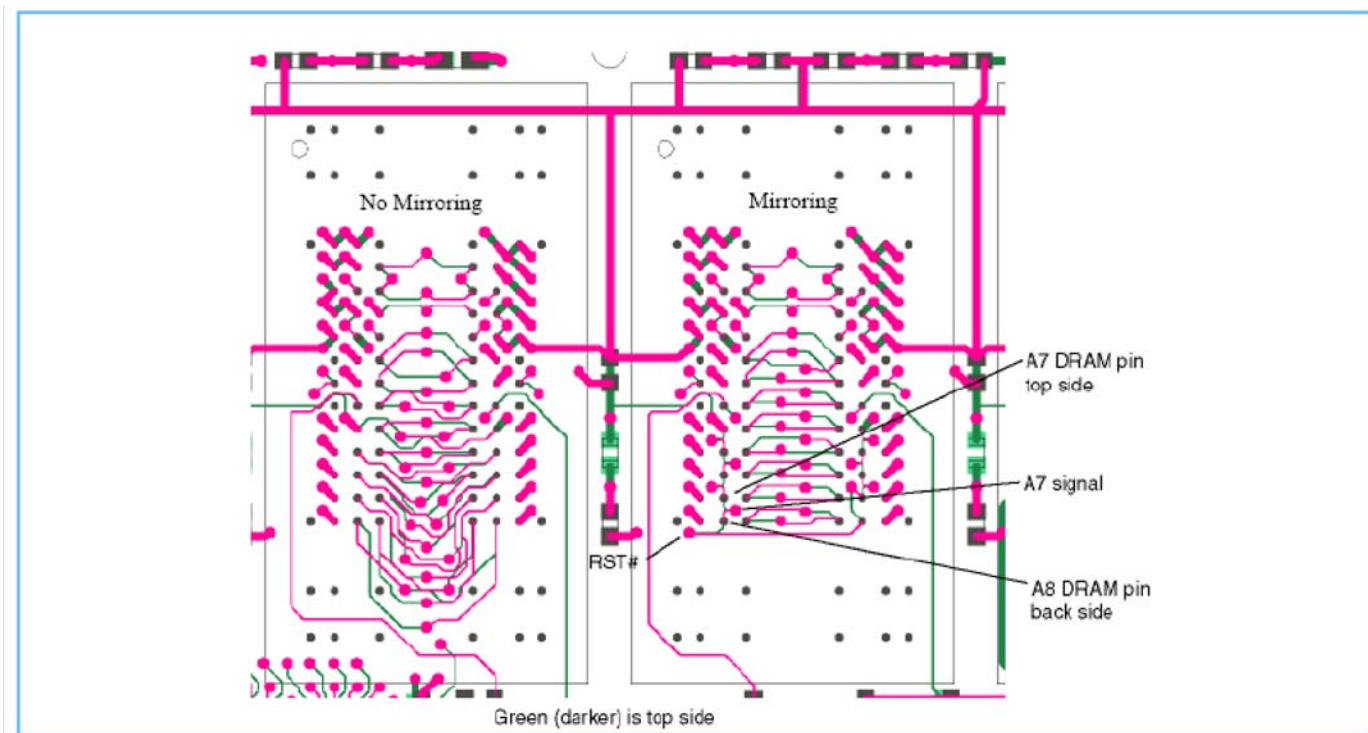 No Mirroring
Mirroring
A7 DRAM pin
top side
A7 signal
RST#
A8 DRAM pin
back side
Green (darker) is top side